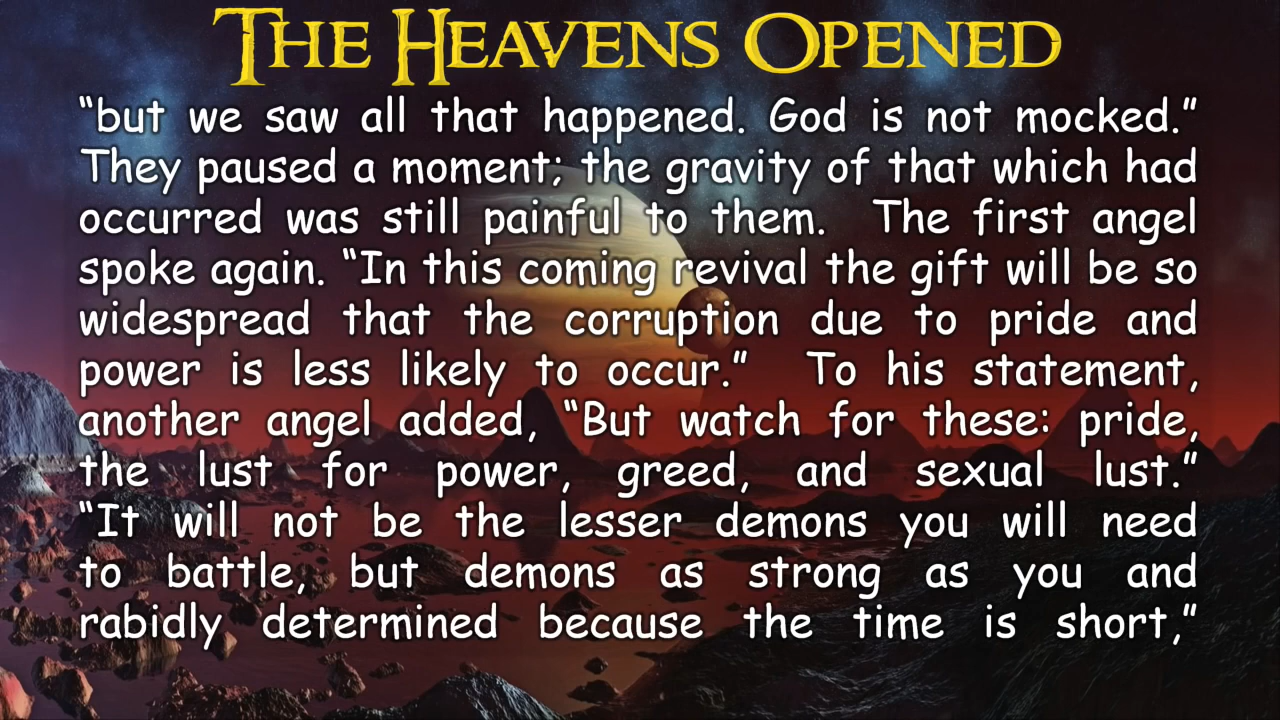 THE HEAVENS OPENED
“but we saw all that happened. God is not mocked.”
They paused a moment; the gravity of that which had
occurred was still painful to them.  The first angel
spoke again. “In this coming revival the gift will be so
widespread that the corruption due to pride and
power is less likely to occur.”  To his statement,
another angel added, “But watch for these: pride,
the lust for power, greed, and sexual lust.”
“It will not be the lesser demons you will need
to battle, but demons as strong as you and
rabidly determined because the time is short,”